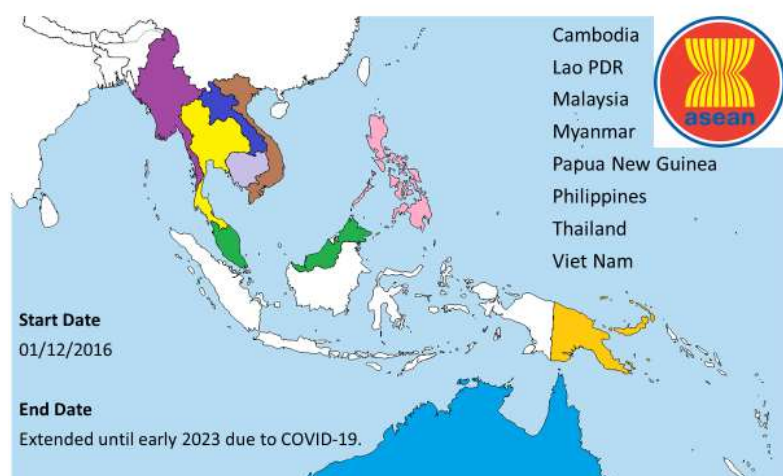 Cambodia
Lao PDR
Malaysia
Myanmar
Papua New Guinea
Philippines
Thailand
Viet Nam
asean
Start Date
01/12/2016
End Date
Extended until early 2023 due to COVID-19.